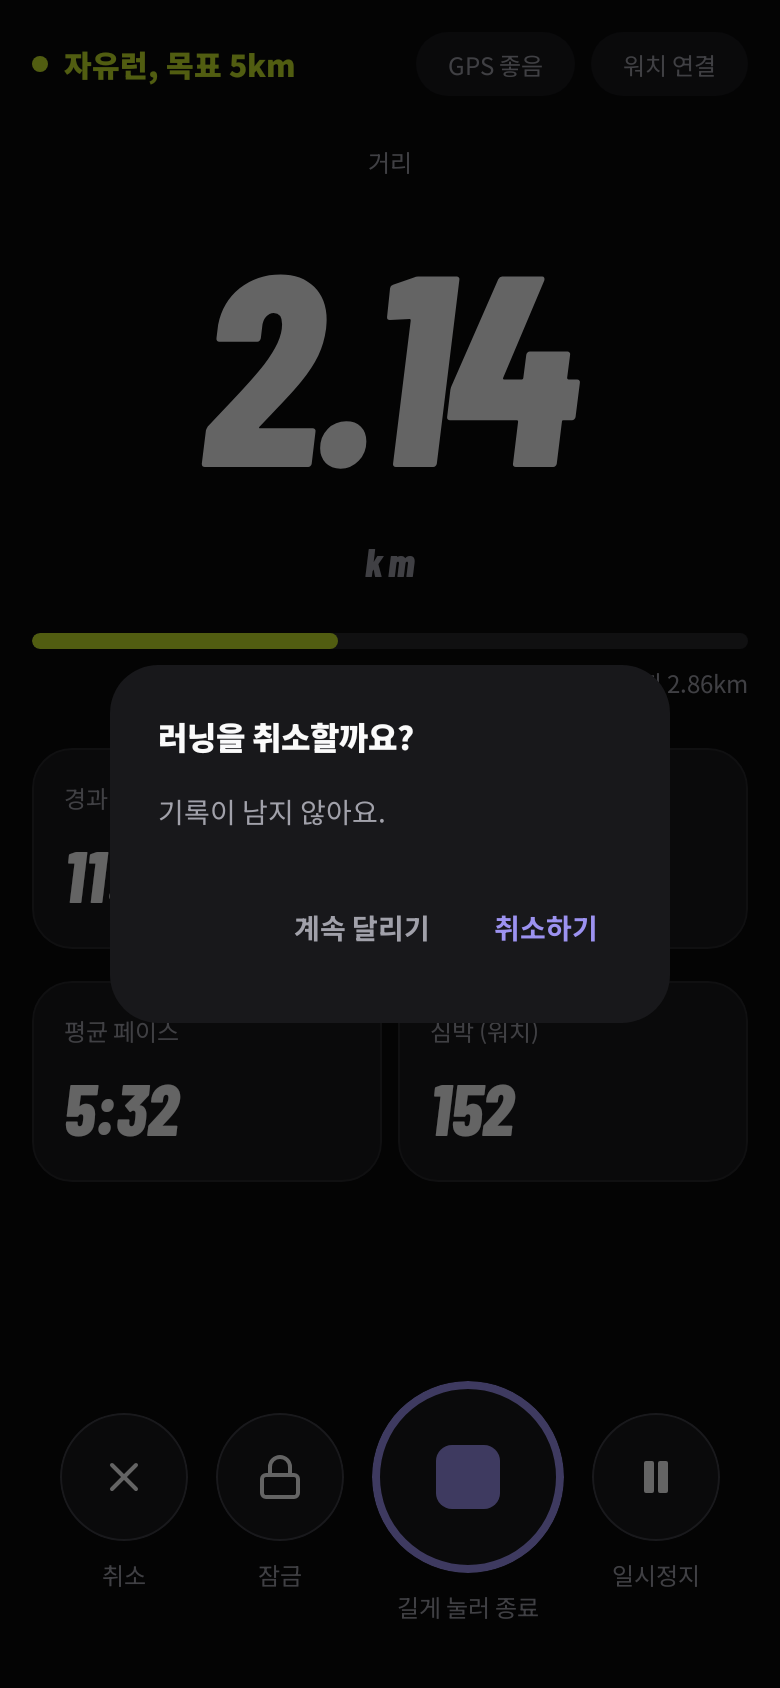 자유런, 목표 5km
GPS 좋음
워치 연결
거리
2.14
km
2.86km
러닝을 취소할까요?
기록이 남지 않아요.
계속 달리기
취소하기
경과
11
평균 페이스
심박 (워치)
5:32
152
취소
잠금
길게 눌러 종료
일시정지